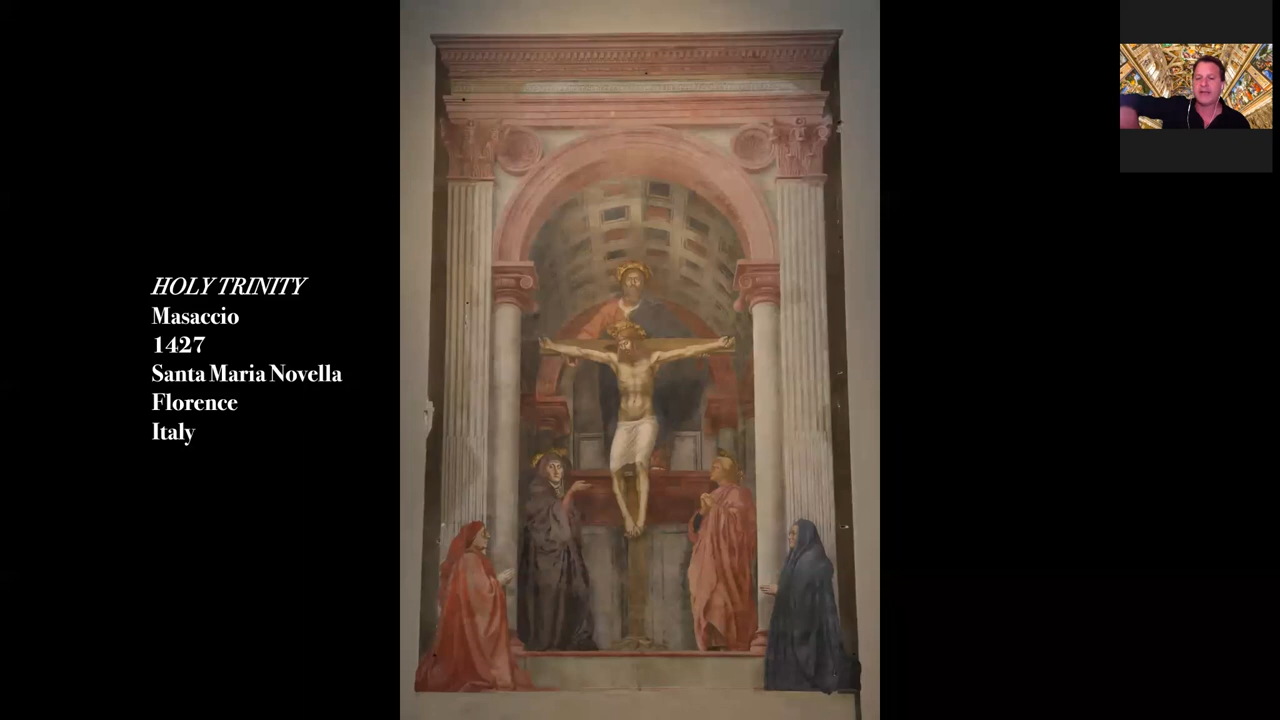 HOLY TRINITY
Masaccio
1427
Santa Maria Novella
Florence
Italy